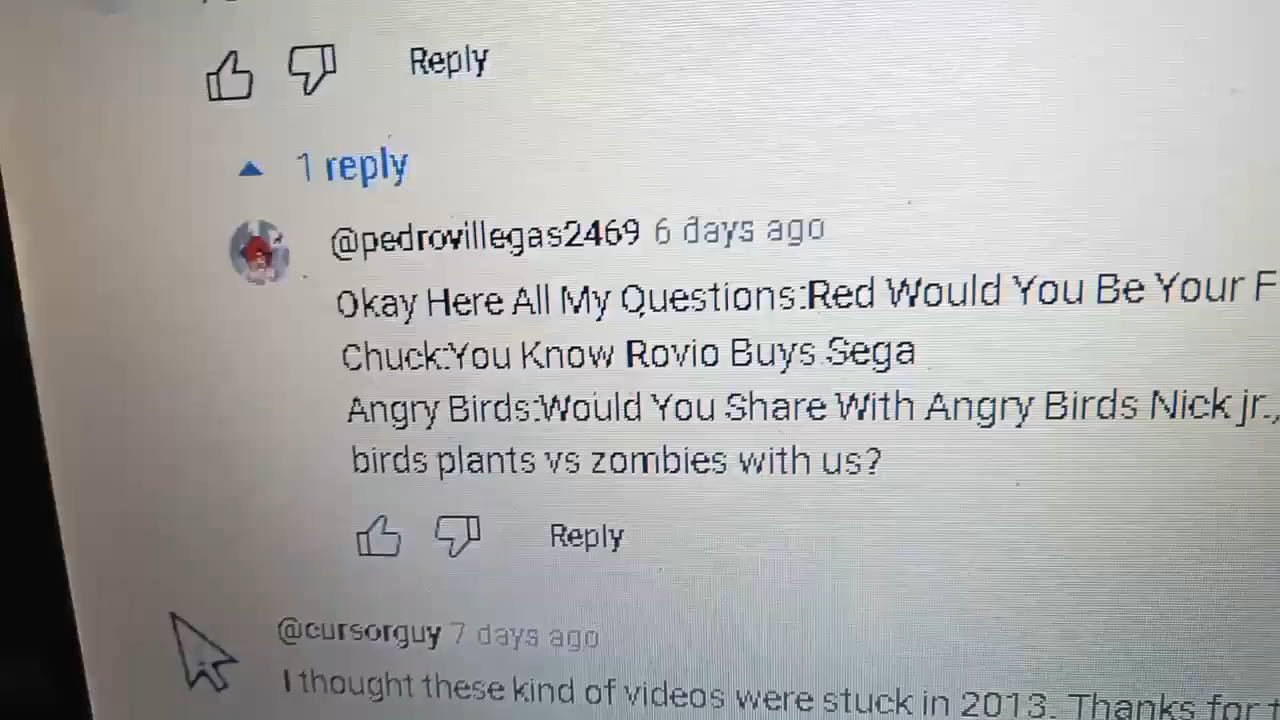 Reply
1 reply
@pedrovillegas2469 6 days ago
Okay Here All My Questions:Red Would You Be Your F
Chuck:You Know Rovio Buys Sega
Angry Birds:Would You Share With Angry Birds Nick jr.,
birds plants vs zombies with us?
Reply
@cursorguy 7 days ago
I thought these kind of videos were stuck in 2013. Thanks for